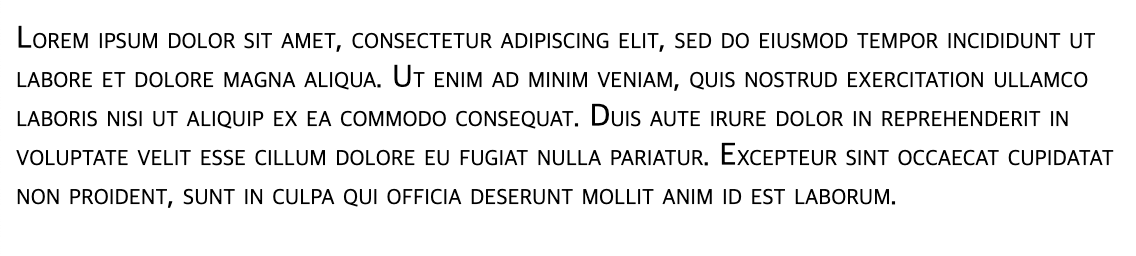 Lorem ipsum dolor sit amet, consectetur adipiscing elit, sed do eiusmod tempor incididunt ut
labore et dolore magna aliqua. Ut enim ad minim veniam, quis nostrud exercitation ullamco
laboris nisi ut aliquip ex ea commodo consequat. Duis aute irure dolor in reprehenderit in
voluptate velit esse cillum dolore eu fugiat nulla pariatur. Excepteur sint occaecat cupidatat
non proident, sunt in culpa qui officia deserunt mollit anim id est laborum.